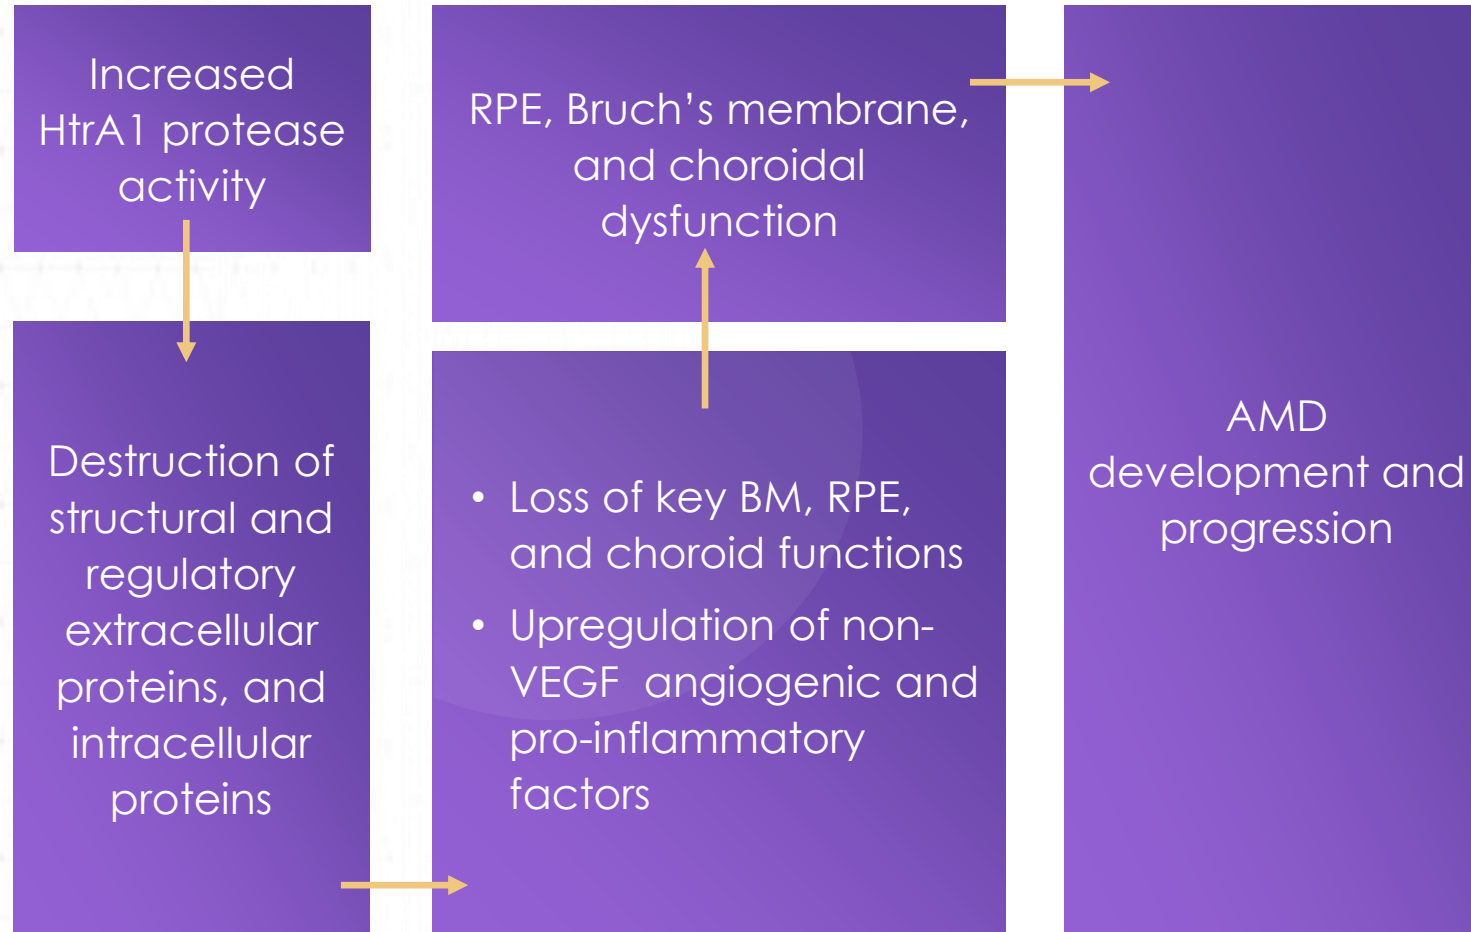 Increased
HtrA1 protease
activity
Destruction of
structural and
regulatory
extracellular
proteins, and
intracellular
proteins
• Loss of key BM, RPE,
and choroid functions
• Upregulation of non-
VEGF  angiogenic and
pro-inflammatory
factors
RPE, Bruch’s membrane,
and choroidal
dysfunction
AMD
development and
progression